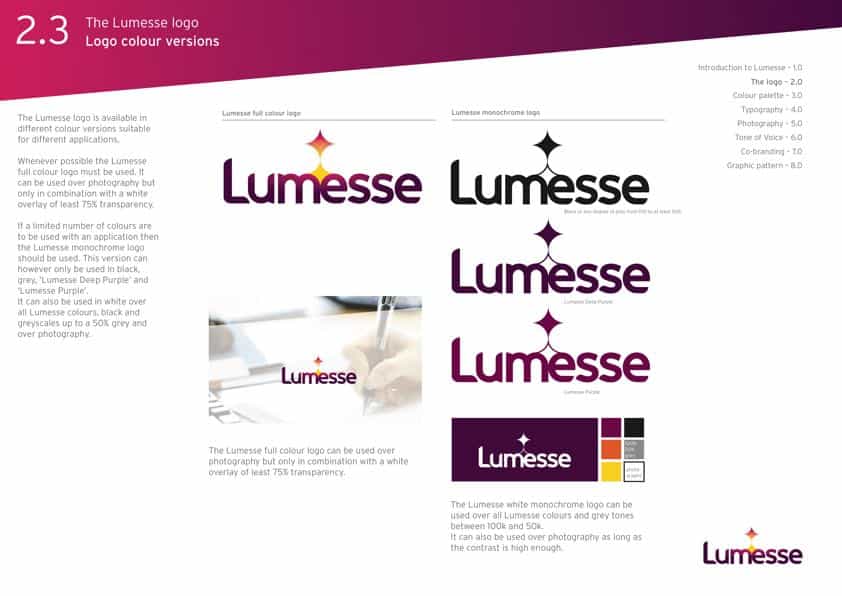 2.3
The Lumesse logo
Logo colour versions
Introduction to Lumesse - 1.0
The logo - 2.0
Colour palette - 3.0
Typography - 4.0
Photography - 5.0
Tone of Voice - 6.0
Co-branding - 7.0
Graphic pattern - 8.0
The Lumesse logo is available in
different colour versions suitable
for different applications.
Whenever possible the Lumesse
full colour logo must be used. It
can be used over photography but
only in combination with a white
overlay of least 75% transparency.
If a limited number of colours are
to be used with an application then
the Lumesse monochrome logo
should be used. This version can
however only be used in black,
grey, ‘Lumesse Deep Purple’ and
‘Lumesse Purple’.
It can also be used in white over
all Lumesse colours, black and
greyscales up to a 50% grey and
over photography.
Lumesse full colour logo
Lumesse
Lumesse
The Lumesse full colour logo can be used over
photography but only in combination with a white
overlay of least 75% transparency.
Lumesse monochrome logo
Lumesse
Lumesse
Lumesse Deep Purple
Lumesse
Lumesse Purple
Lumesse
The Lumesse white monochrome logo can be
used over all Lumesse colours and grey tones
between 100k and 50k.
It can also be used over photography as long as
the contrast is high enough.
Lumesse